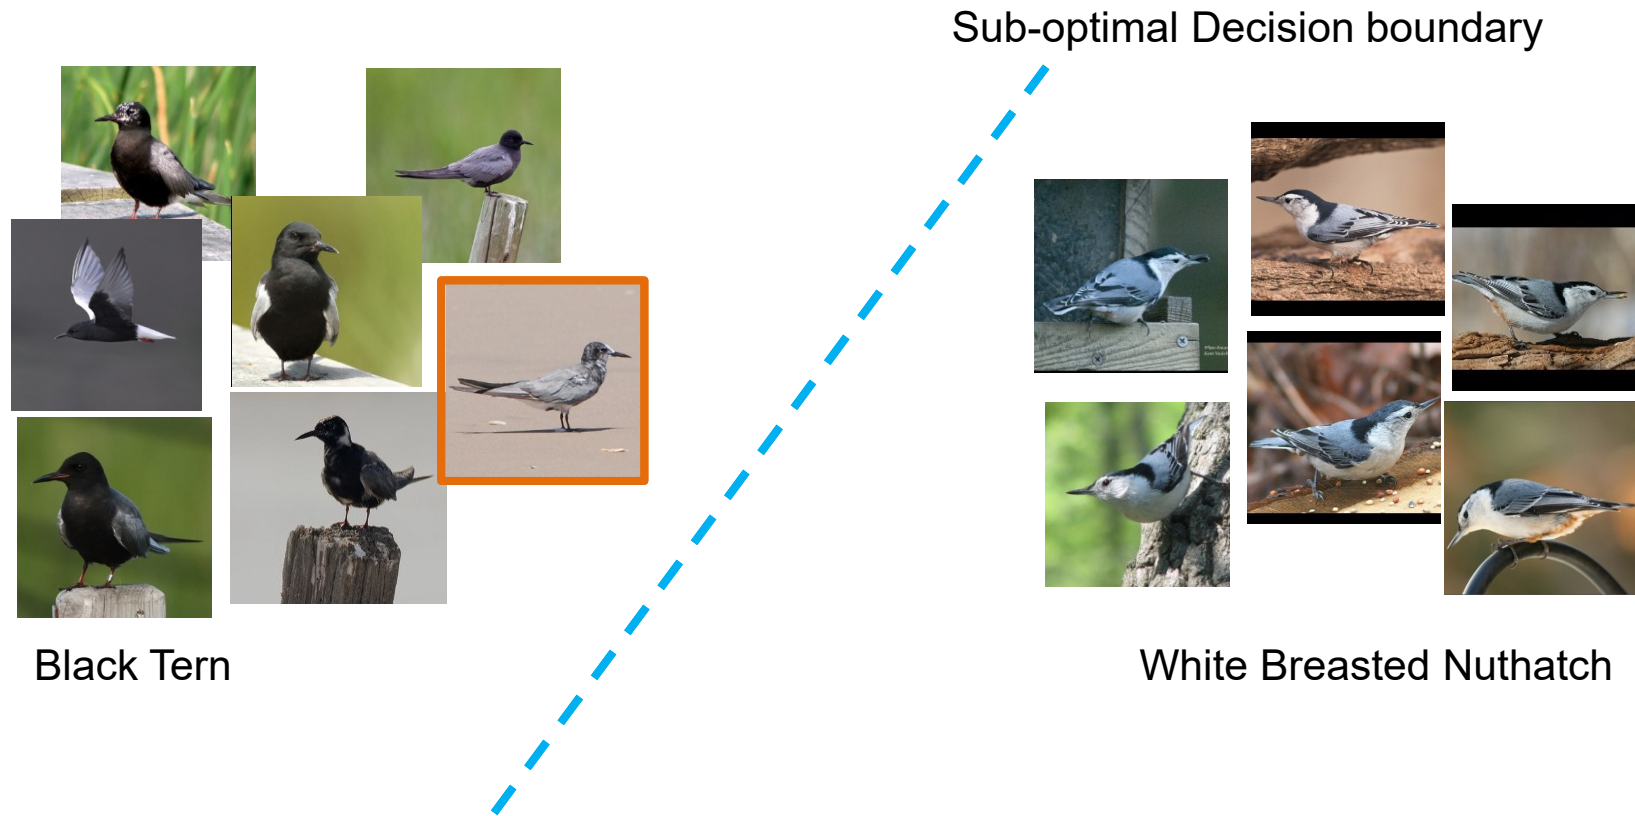 Sub-optimal Decision boundary
Black Tern
White Breasted Nuthatch